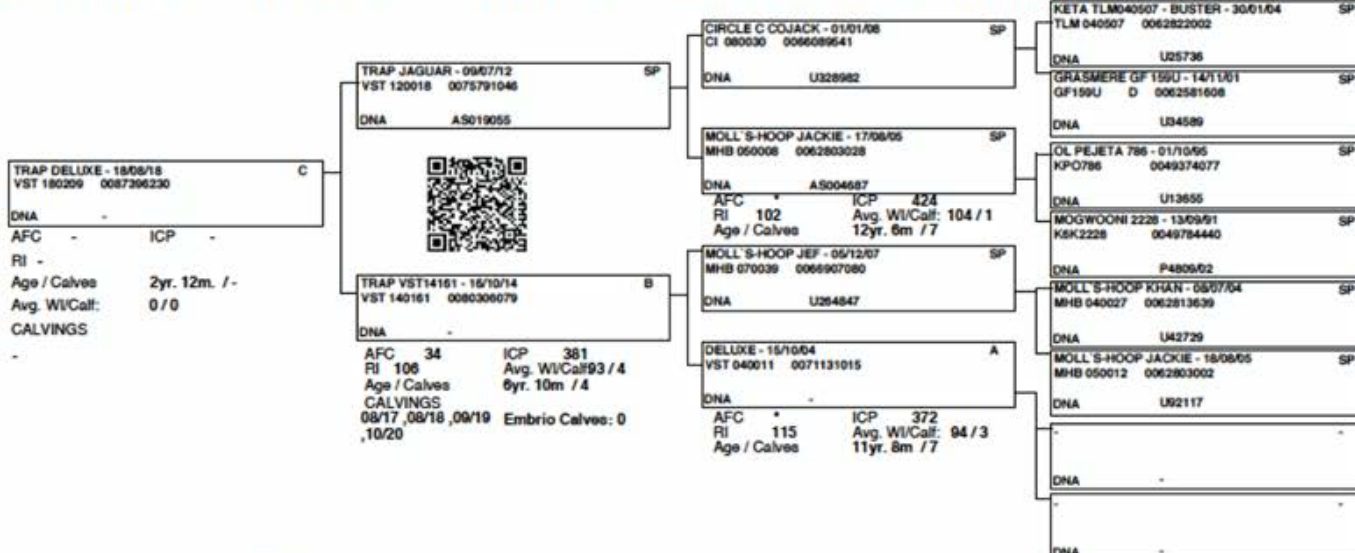 TRAP DELUXE - 18/08/18 C
VST 180209 0087396230
DNA -
AFC - ICP -
RI -
Age / Calves 2yr. 12m. / -
Avg. WI/Calf: 0 / 0
CALVINGS
-
TRAP JAGUAR - 09/07/12 SP
VST 120018 0075791046
DNA AS019055
TRAP VST14161 - 16/10/14 B
VST 140161 0080306079
DNA -
AFC 34 ICP 381
RI 106 Avg. WI/Calf93 / 4
Age / Calves 6yr. 10m / 4
CALVINGS
08/17 ,08/18 ,09/19 Embrio Calves: 0
,10/20
CIRCLE C COJACK - 01/01/08 SP
CI 080030 0066089541
DNA U328982
MOLL`S-HOOP JACKIE - 17/08/05 SP
MHB 050008 0062803028
DNA AS004687
AFC * ICP 424
RI 102 Avg. WI/Calf: 104 / 1
Age / Calves 12yr. 6m / 7
MOLL`S-HOOP JEF - 05/12/07 SP
MHB 070039 0066907080
DNA U264847
DELUXE - 15/10/04 A
VST 040011 0071131015
DNA -
AFC * ICP 372
RI 115 Avg. WI/Calf: 94 / 3
Age / Calves 11yr. 8m / 7
KETA TLM040507 - BUSTER - 30/01/04 SP
TLM 040507 0062822002
DNA U25736
GRASMERE GF 159U - 14/11/01 SP
GF159U D 0062581608
DNA U34589
OL PEJETA 786 - 01/10/95 SP
KPO786 0049374077
DNA U13655
MOGWOONI 2228 - 13/09/91 SP
K6K2228 0049784440
DNA P4809/02
MOLL`S-HOOP KHAN - 08/07/04 SP
MHB 040027 0062813639
DNA U42729
MOLL`S-HOOP JACKIE - 18/08/05 SP
MHB 050012 0062803002
DNA U92117
- -
DNA -
- -
DNA -